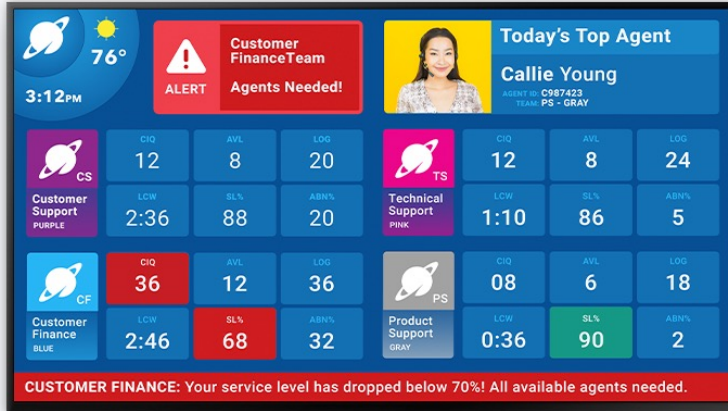 76°
3:12PM
ALERT
Customer
FinanceTeam
Agents Needed!
Today's Top Agent
Callie Young
AGENT ID: C987423
TEAM: PS - GRAY
CS
Customer
Support
PURPLE
CIQ AVL LOG
12 8 20
LCW SL% ABN%
2:36 88 20
TS
Technical
Support
PINK
CIQ AVL LOG
12 8 24
LCW SL% ABN%
1:10 86 5
CF
Customer
Finance
BLUE
CIQ AVL LOG
36 12 36
LCW SL% ABN%
2:46 68 32
PS
Product
Support
GRAY
CIQ AVL LOG
08 6 18
LCW SL% ABN%
0:36 90 2
CUSTOMER FINANCE: Your service level has dropped below 70%! All available agents needed.